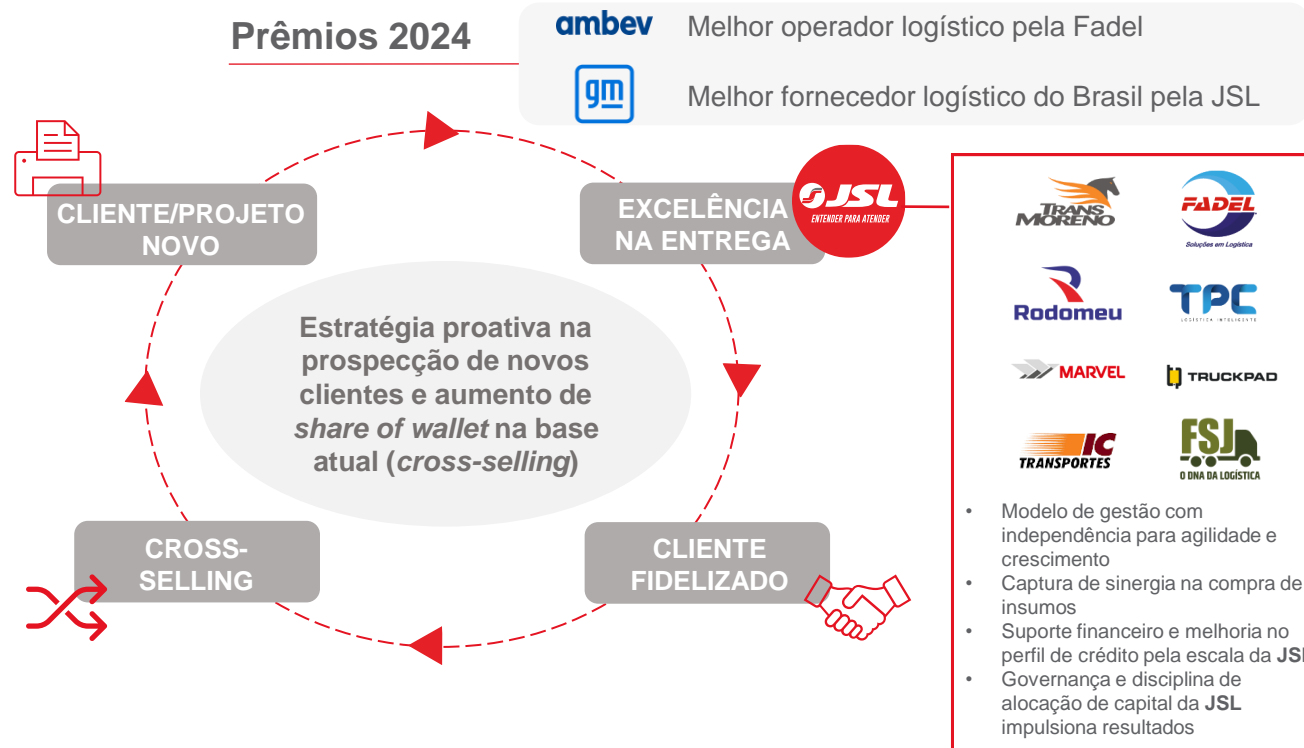 Prêmios 2024
ambev
Melhor operador logístico pela Fadel
gm
Melhor fornecedor logístico do Brasil pela JSL
CLIENTE/PROJETO
NOVO
EXCELÊNCIA
NA ENTREGA
JSL
ENTENDER PARA ATENDER
Estratégia proativa na
prospecção de novos
clientes e aumento de
share of wallet na base
atual (cross-selling)
CROSS-
SELLING
CLIENTE
FIDELIZADO
TRANS
MORENO
FADEL
Soluções em Logística
Rodomeu
TPC
LOGÍSTICA INTELIGENTE
MARVEL
TRUCKPAD
IC
TRANSPORTES
FSJ
O DNA DA LOGÍSTICA
• Modelo de gestão com
independência para agilidade e
crescimento
• Captura de sinergia na compra de
insumos
• Suporte financeiro e melhoria no
perfil de crédito pela escala da JSL
• Governança e disciplina de
alocação de capital da JSL
impulsiona resultados